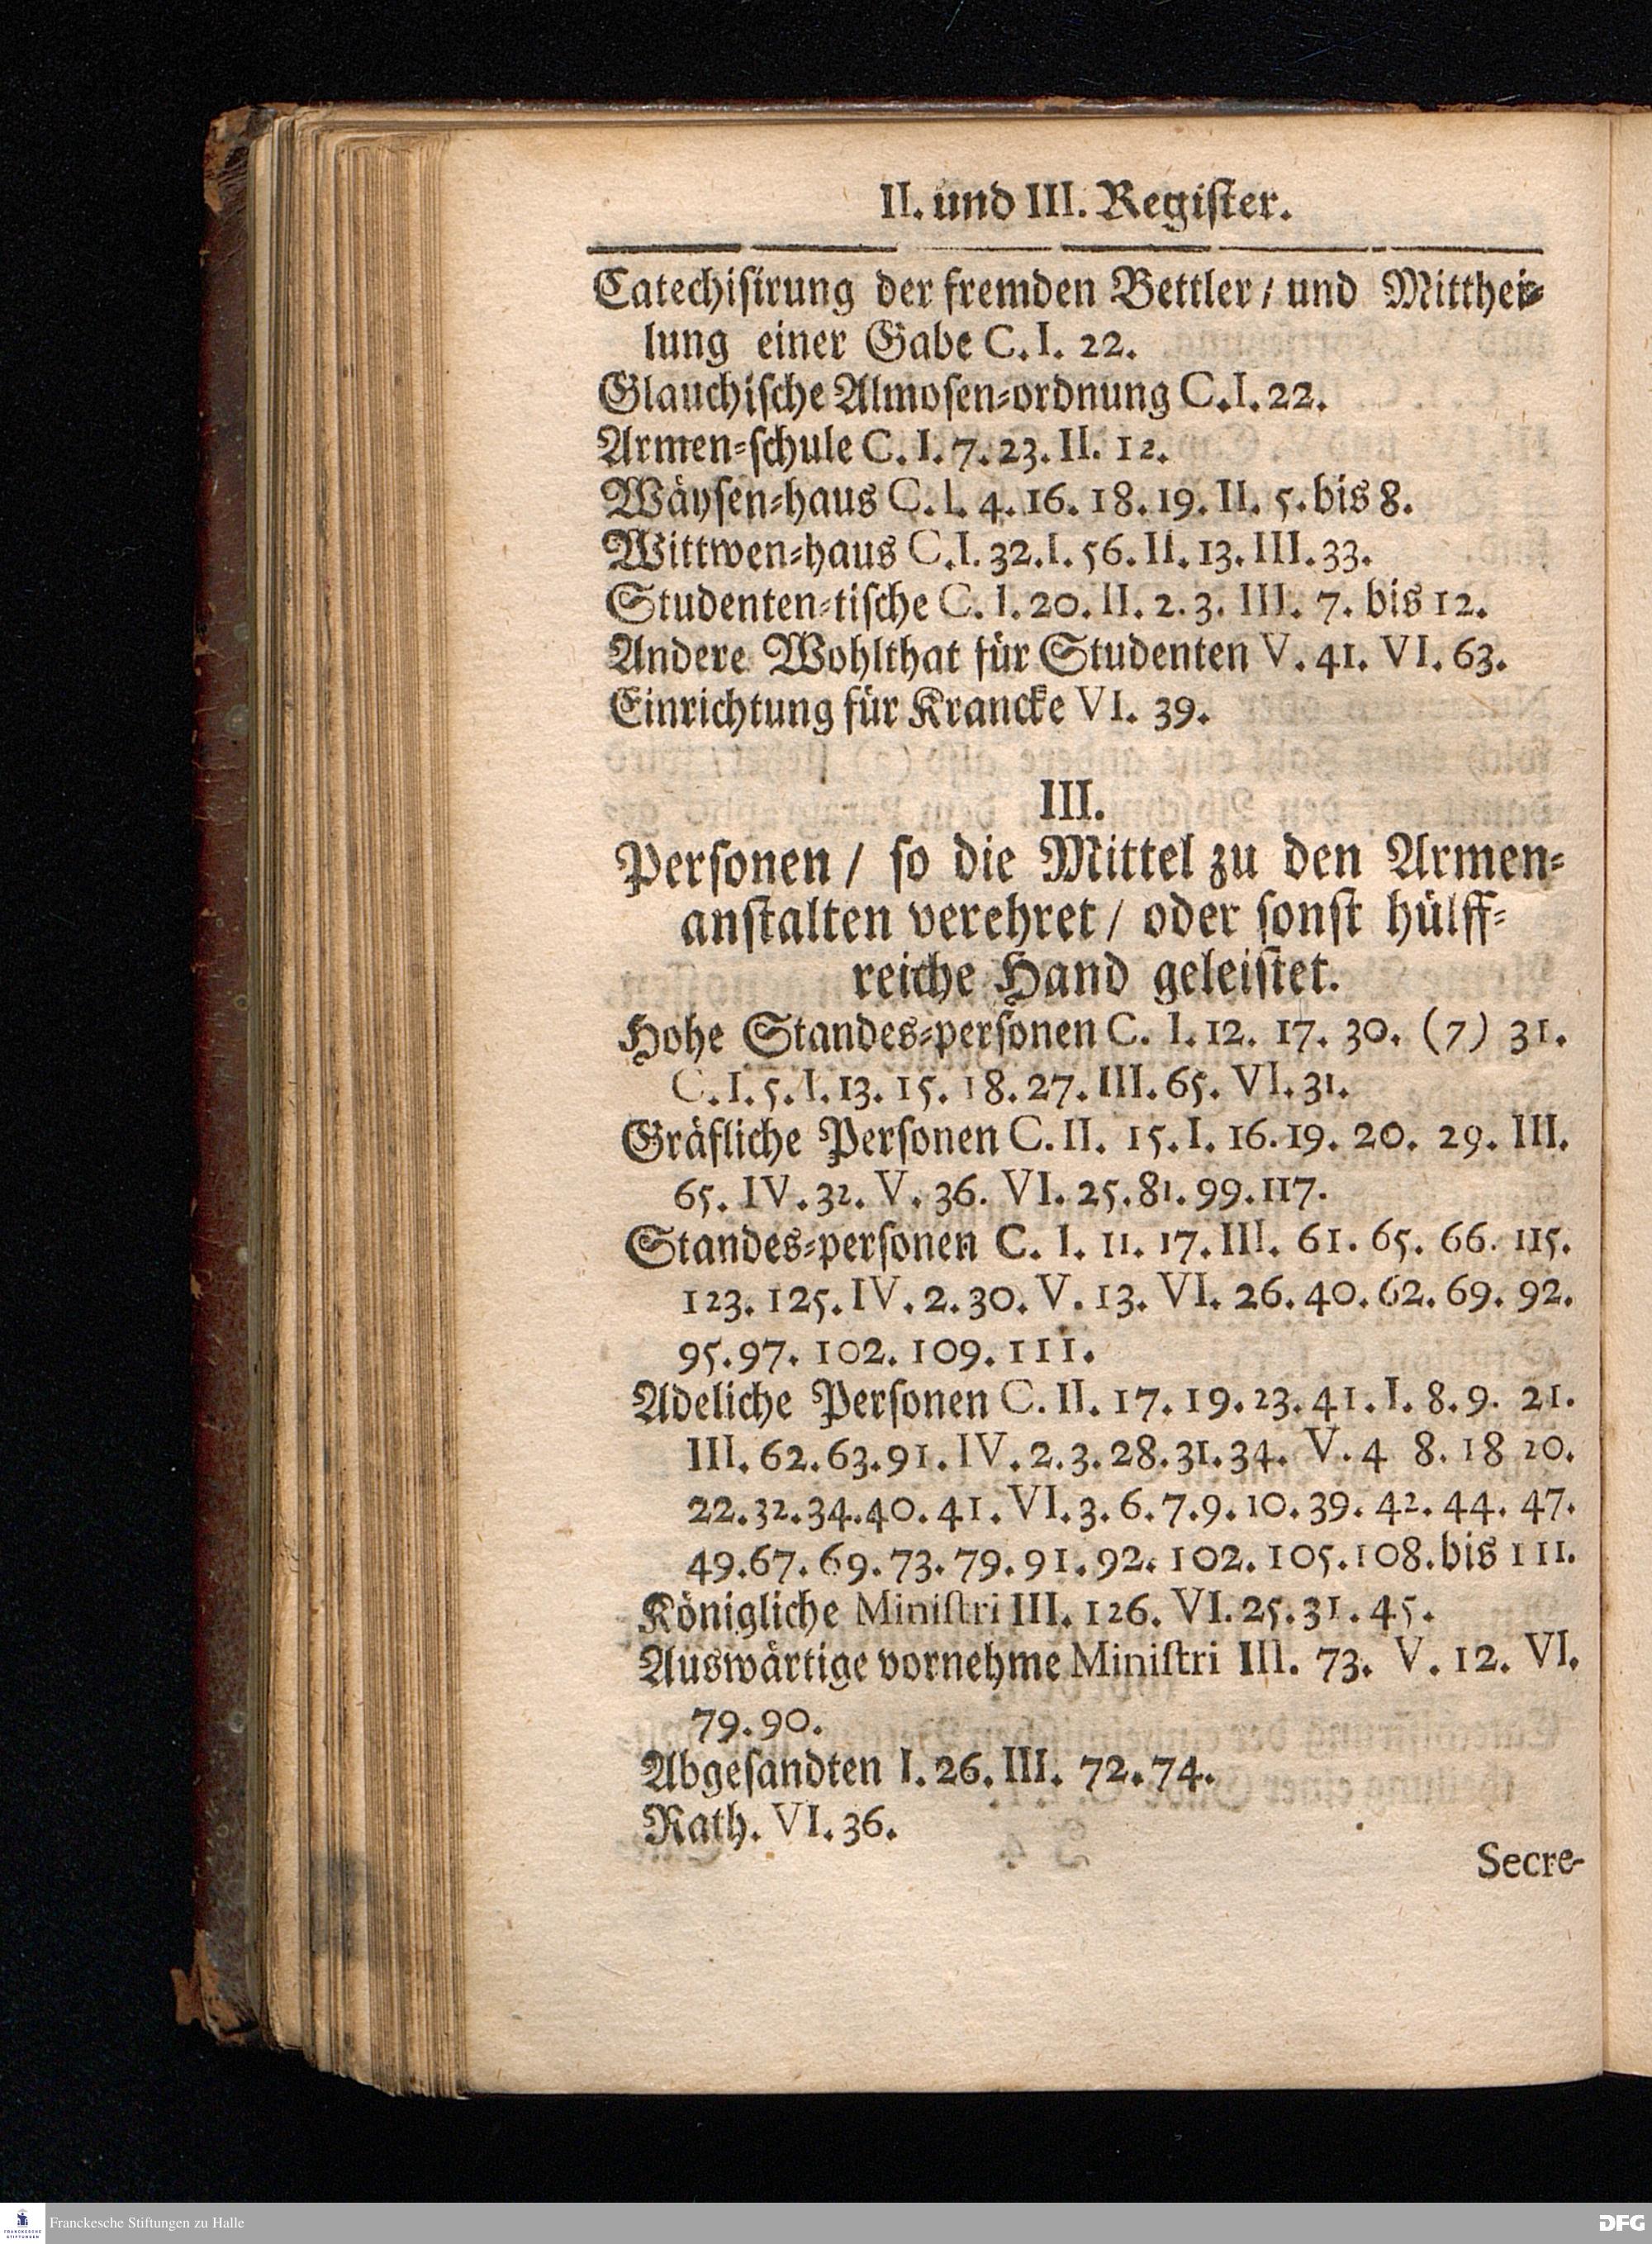 II. und III. Regiſter.
Catechiſirung der fremden Bettler / und Mitthei-
lung einer Gabe C. I. 22.
Glauchiſche Almoſen-ordnung C. I. 22.
Armen-ſchule C. I. 7. 23. II. 12.
Wäyſen-haus C. I. 4. 16. 18. 19. II. 5. bis 8.
Wittwen-haus C. I. 32. I. 56. II. 13. III. 33.
Studenten-tiſche C. I. 20. II. 2. 3. III. 7. bis 12.
Andere Wohlthat für Studenten V. 41. VI. 63.
Einrichtung für Krancke VI. 39.
III.
Perſonen / ſo die Mittel zu den Armen-
anſtalten verehret / oder ſonſt hülff-
reiche Hand geleiſtet.
Hohe Standes-perſonen C. I. 12. 17. 30. (7) 31.
C. I. 5. I. 13. 15. 18. 27. III. 65. VI. 31.
Gräfliche Perſonen C. II. 15. I. 16. 19. 20. 29. III.
65. IV. 32. V. 36. VI. 25. 81. 99. 117.
Standes-perſonen C. I. 11. 17. III. 61. 65. 66. 115.
123. 125. IV. 2. 30. V. 13. VI. 26. 40. 62. 69. 92.
95. 97. 102. 109. 111.
Adeliche Perſonen C. II. 17. 19. 23. 41. I. 8. 9. 21.
III. 62. 63. 91. IV. 2. 3. 28. 31. 34. V. 4 8. 18 20.
22. 32. 34. 40. 41. VI. 3. 6. 7. 9. 10. 39. 42. 44. 47.
49. 67. 69. 73. 79. 91. 92. 102. 105. 108. bis 111.
Königliche Miniſtri III. 126. VI. 25. 31. 45.
Auswärtige vornehme Miniſtri III. 73. V. 12. VI.
79. 90.
Abgeſandten I. 26. III. 72. 74.
Rath. VI. 36.
Secre-
FRANCKESCHE
STIFTUNGEN
Franckesche Stiftungen zu Halle
DFG